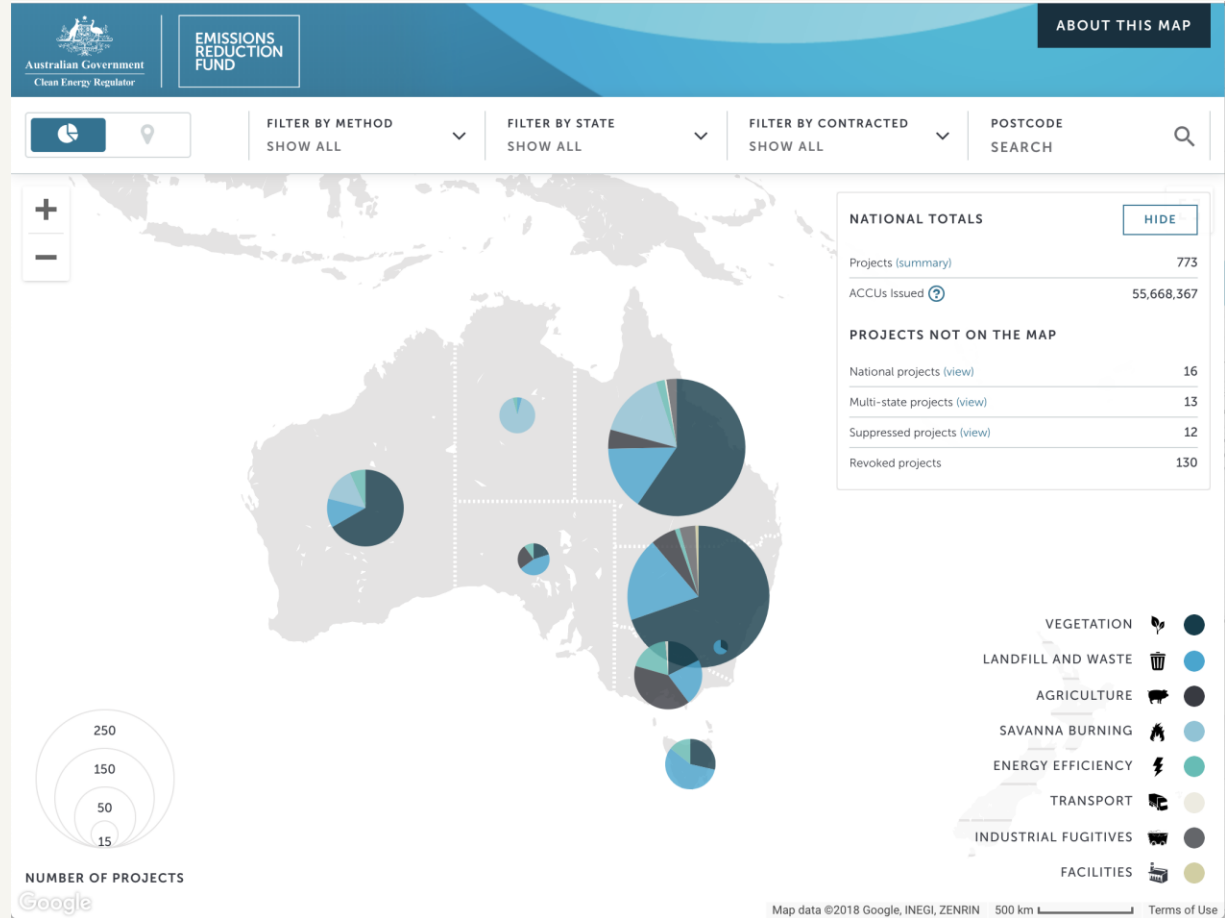 ABOUT THIS MAP
Australian Government
Clean Energy Regulator
EMISSIONS
REDUCTION
FUND
FILTER BY METHOD
SHOW ALL
FILTER BY STATE
SHOW ALL
FILTER BY CONTRACTED
SHOW ALL
POSTCODE
SEARCH
+
−
NATIONAL TOTALS
HIDE
Projects (summary) 773
ACCUs Issued ? 55,668,367
PROJECTS NOT ON THE MAP
National projects (view) 16
Multi-state projects (view) 13
Suppressed projects (view) 12
Revoked projects 130
VEGETATION
LANDFILL AND WASTE
AGRICULTURE
SAVANNA BURNING
ENERGY EFFICIENCY
TRANSPORT
INDUSTRIAL FUGITIVES
FACILITIES
250
150
50
15
NUMBER OF PROJECTS
Google
Map data ©2018 Google, INEGI, ZENRIN 500 km Terms of Use